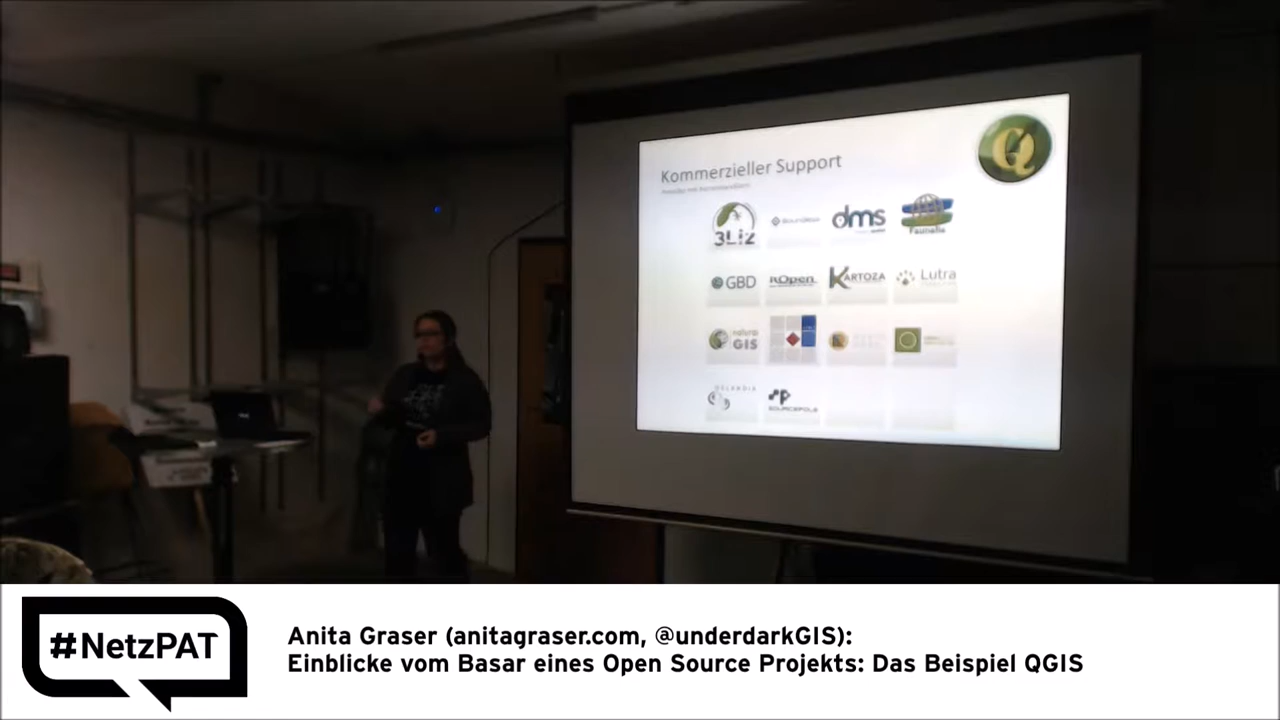 Kommerzieller Support
3Liz
dms
Faunalia
GBD
KARTOZA
Lutra
GIS
SOURCEPOLE
#NetzPAT
Anita Graser (anitagraser.com, @underdarkGIS):
Einblicke vom Basar eines Open Source Projekts: Das Beispiel QGIS